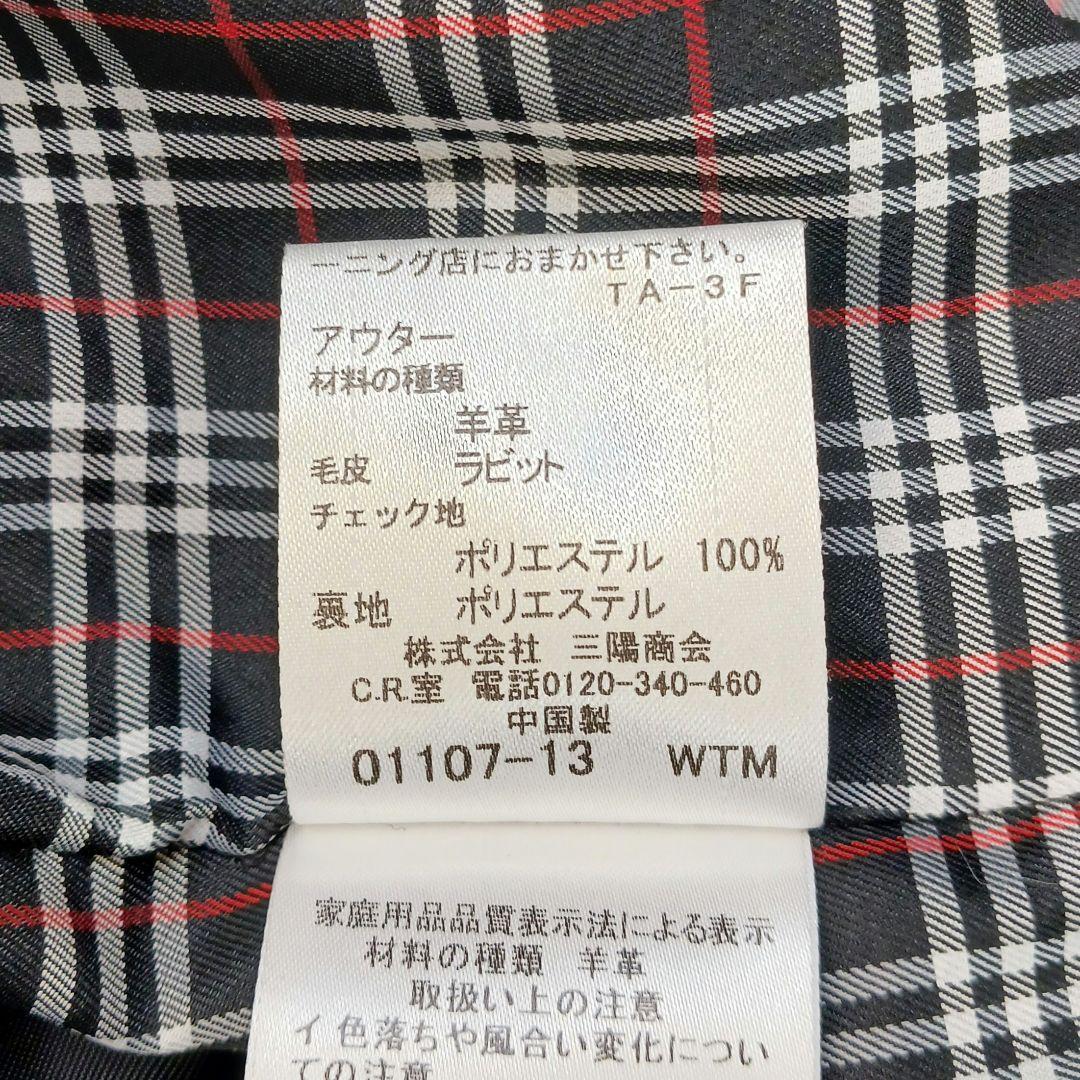 ーニング店におまかせ下さい。
TA-3F
アウター
材料の種類
羊革
毛皮 ラビット
チェック地
ポリエステル 100%
裏地 ポリエステル
株式会社 三陽商会
C.R.室 電話0120-340-460
中国製
01107-13 WTM
家庭用品品質表示法による表示
材料の種類 羊革
取扱い上の注意
イ 色落ちや風合い変化につい
ての注意